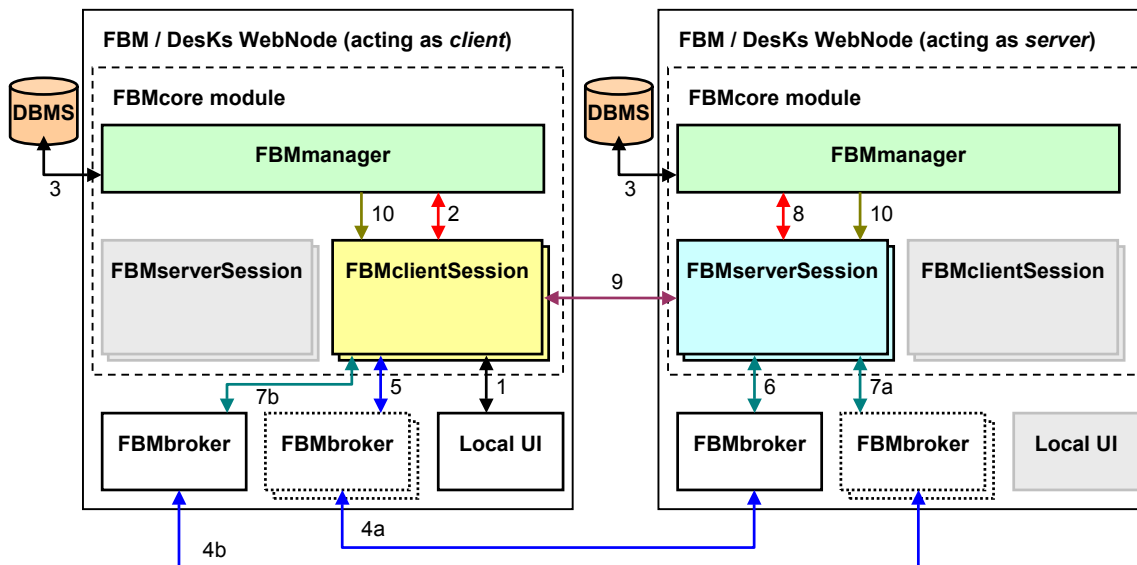 FBM / DesKs WebNode (acting as client)
FBMcore module
DBMS
FBMmanager
3
10
2
FBMserverSession
FBMclientSession
7b
5
1
FBMbroker
FBMbroker
Local UI
4b
4a
9
FBM / DesKs WebNode (acting as server)
FBMcore module
DBMS
FBMmanager
3
8
10
FBMserverSession
FBMclientSession
6
7a
FBMbroker
FBMbroker
Local UI